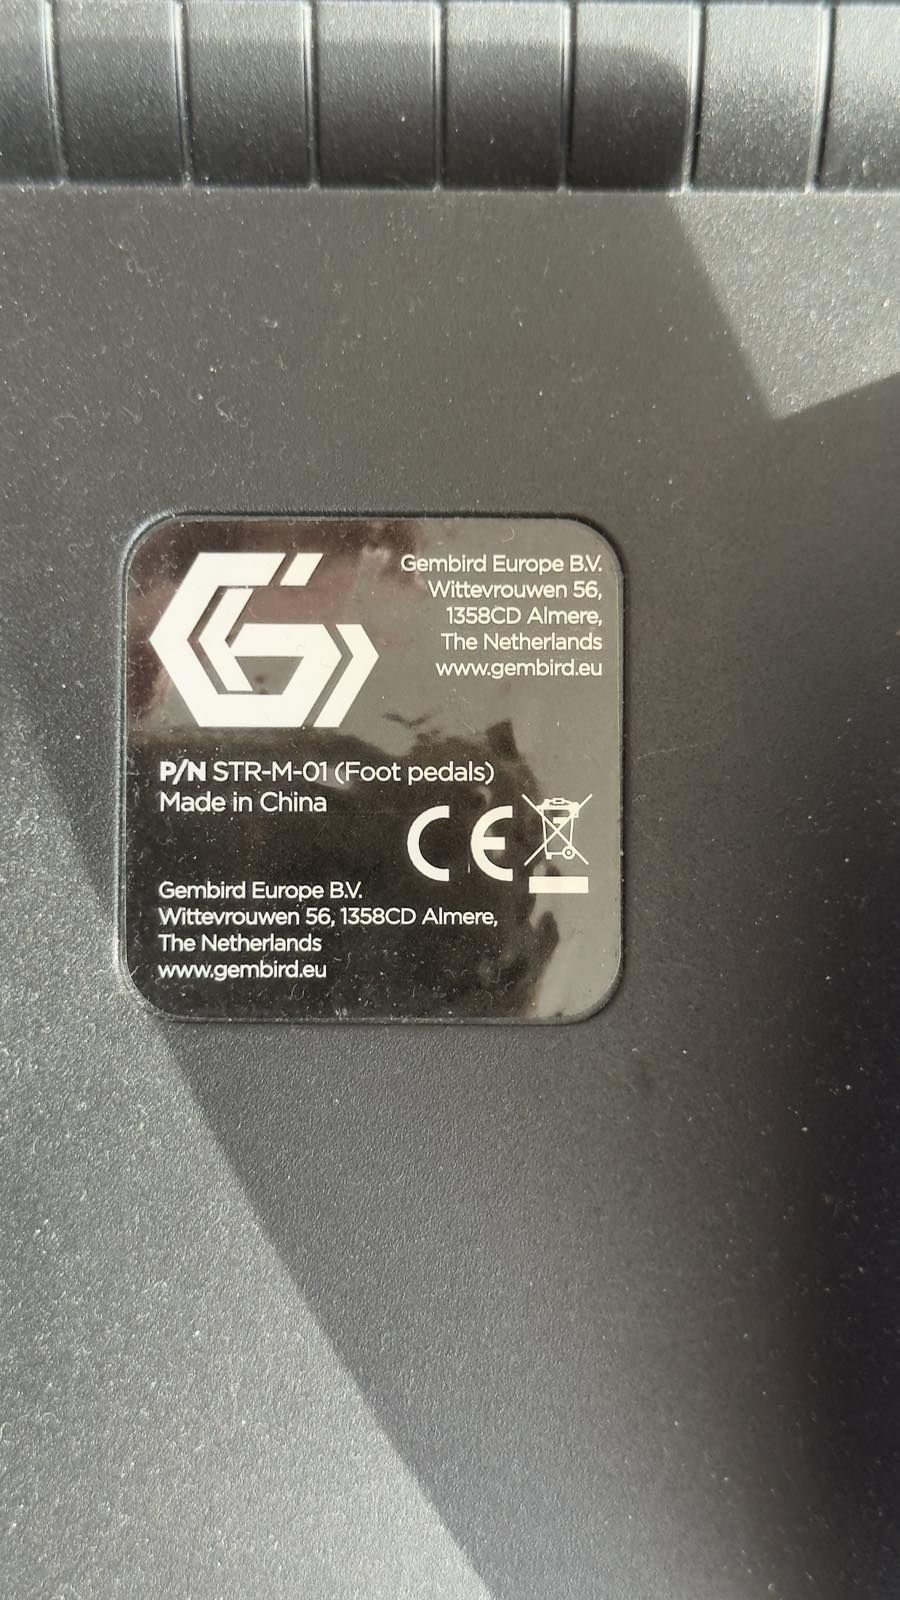 Gembird Europe B.V.
Wittevrouwen 56,
1358CD Almere,
The Netherlands
www.gembird.eu
P/N STR-M-01 (Foot pedals)
Made in China
CE
Gembird Europe B.V.
Wittevrouwen 56, 1358CD Almere,
The Netherlands
www.gembird.eu